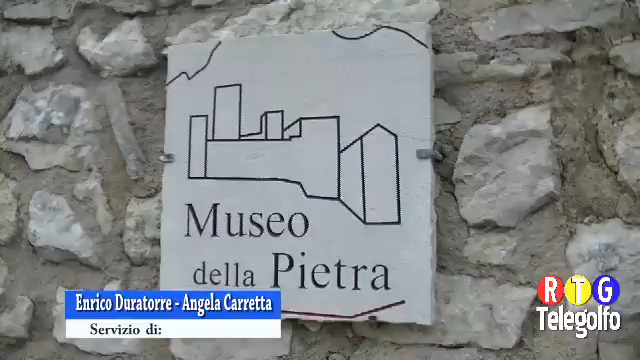 Museo
della Pietra
Enrico Duratorre - Angela Carretta
Servizio di:
RTG
Telegolfo